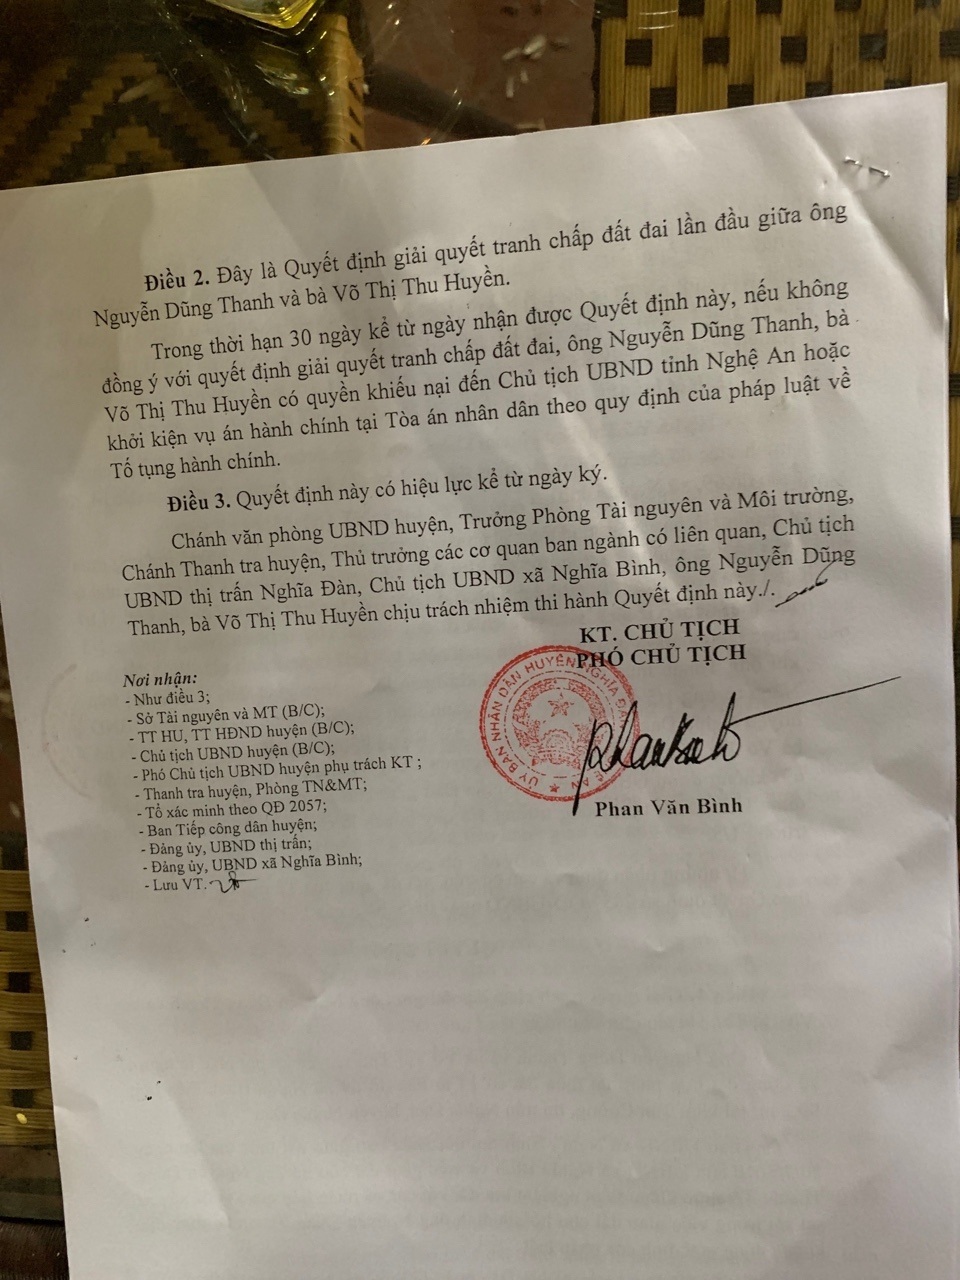 Điều 2. Đây là Quyết định giải quyết tranh chấp đất đai lần đầu giữa ông
Nguyễn Dũng Thanh và bà Võ Thị Thu Huyền.
Trong thời hạn 30 ngày kể từ ngày nhận được Quyết định này, nếu không
đồng ý với quyết định giải quyết tranh chấp đất đai, ông Nguyễn Dũng Thanh, bà
Võ Thị Thu Huyền có quyền khiếu nại đến Chủ tịch UBND tỉnh Nghệ An hoặc
khởi kiện vụ án hành chính tại Tòa án nhân dân theo quy định của pháp luật về
Tố tụng hành chính.
Điều 3. Quyết định này có hiệu lực kể từ ngày ký.
Chánh văn phòng UBND huyện, Trưởng Phòng Tài nguyên và Môi trường,
Chánh Thanh tra huyện, Thủ trưởng các cơ quan ban ngành có liên quan, Chủ tịch
UBND thị trấn Nghĩa Đàn, Chủ tịch UBND xã Nghĩa Bình, ông Nguyễn Dũng
Thanh, bà Võ Thị Thu Huyền chịu trách nhiệm thi hành Quyết định này./.
KT. CHỦ TỊCH
PHÓ CHỦ TỊCH
ỦY BAN NHÂN DÂN HUYỆN NGHĨA ĐÀN
NGHỆ AN
Phan Văn Bình
Nơi nhận:
- Như điều 3;
- Sở Tài nguyên và MT (B/C);
- TT HU, TT HĐND huyện (B/C);
- Chủ tịch UBND huyện (B/C);
- Phó Chủ tịch UBND huyện phụ trách KT ;
- Thanh tra huyện, Phòng TN&MT;
- Tổ xác minh theo QĐ 2057;
- Ban Tiếp công dân huyện;
- Đảng ủy, UBND thị trấn;
- Đảng ủy, UBND xã Nghĩa Bình;
- Lưu VT.